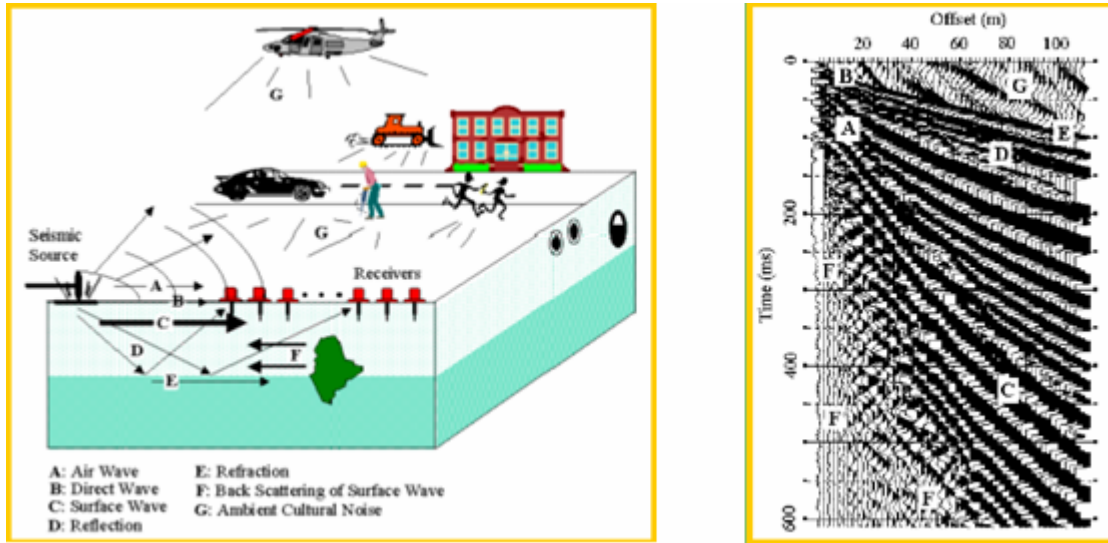 G
G
Seismic
Source
Receivers
A
B
C
D
E
F
A: Air Wave
B: Direct Wave
C: Surface Wave
D: Reflection
E: Refraction
F: Back Scattering of Surface Wave
G: Ambient Cultural Noise
Offset (m)
20 40 60 80 100
0
B
G
A
E
D
200
F
Time (ms)
400
C
F
F
600